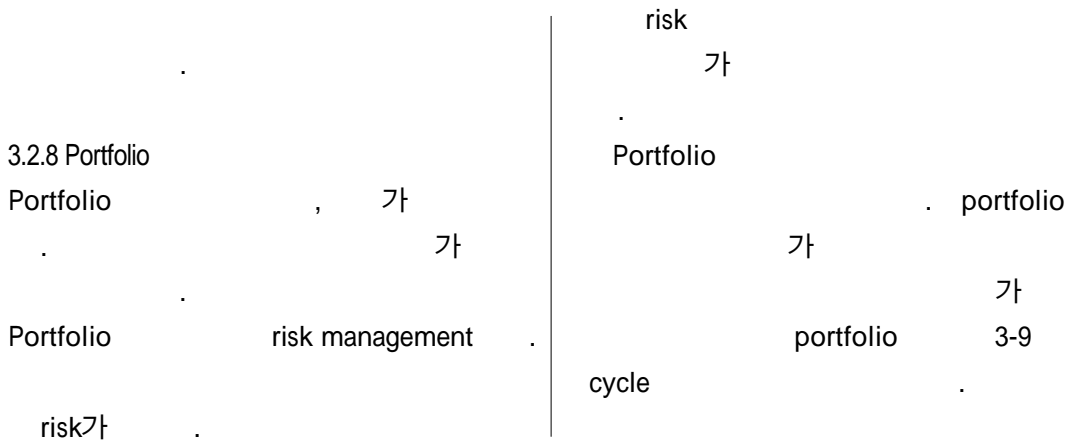 .
3.2.8 Portfolio
Portfolio , 가
. 가
.
Portfolio risk management .
risk가 .
risk
가
.
Portfolio
. portfolio
가
가
portfolio 3-9
cycle .